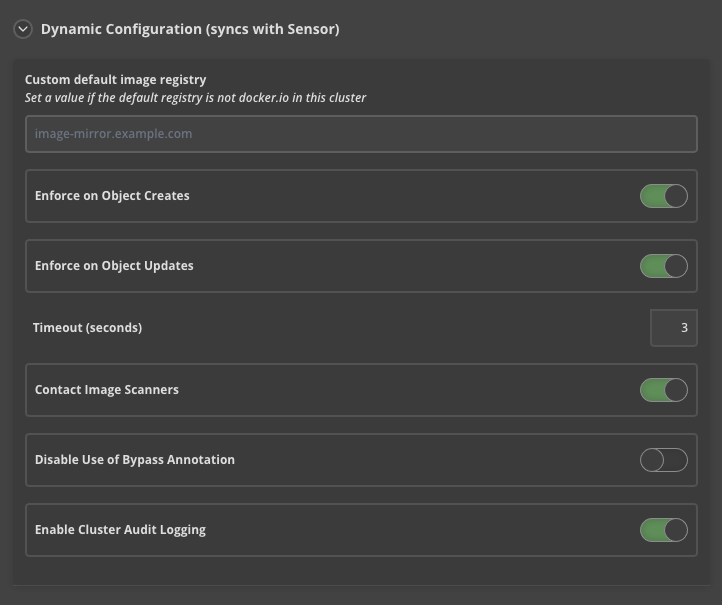 Dynamic Configuration (syncs with Sensor)
Custom default image registry
Set a value if the default registry is not docker.io in this cluster
image-mirror.example.com
Enforce on Object Creates
Enforce on Object Updates
Timeout (seconds)
3
Contact Image Scanners
Disable Use of Bypass Annotation
Enable Cluster Audit Logging